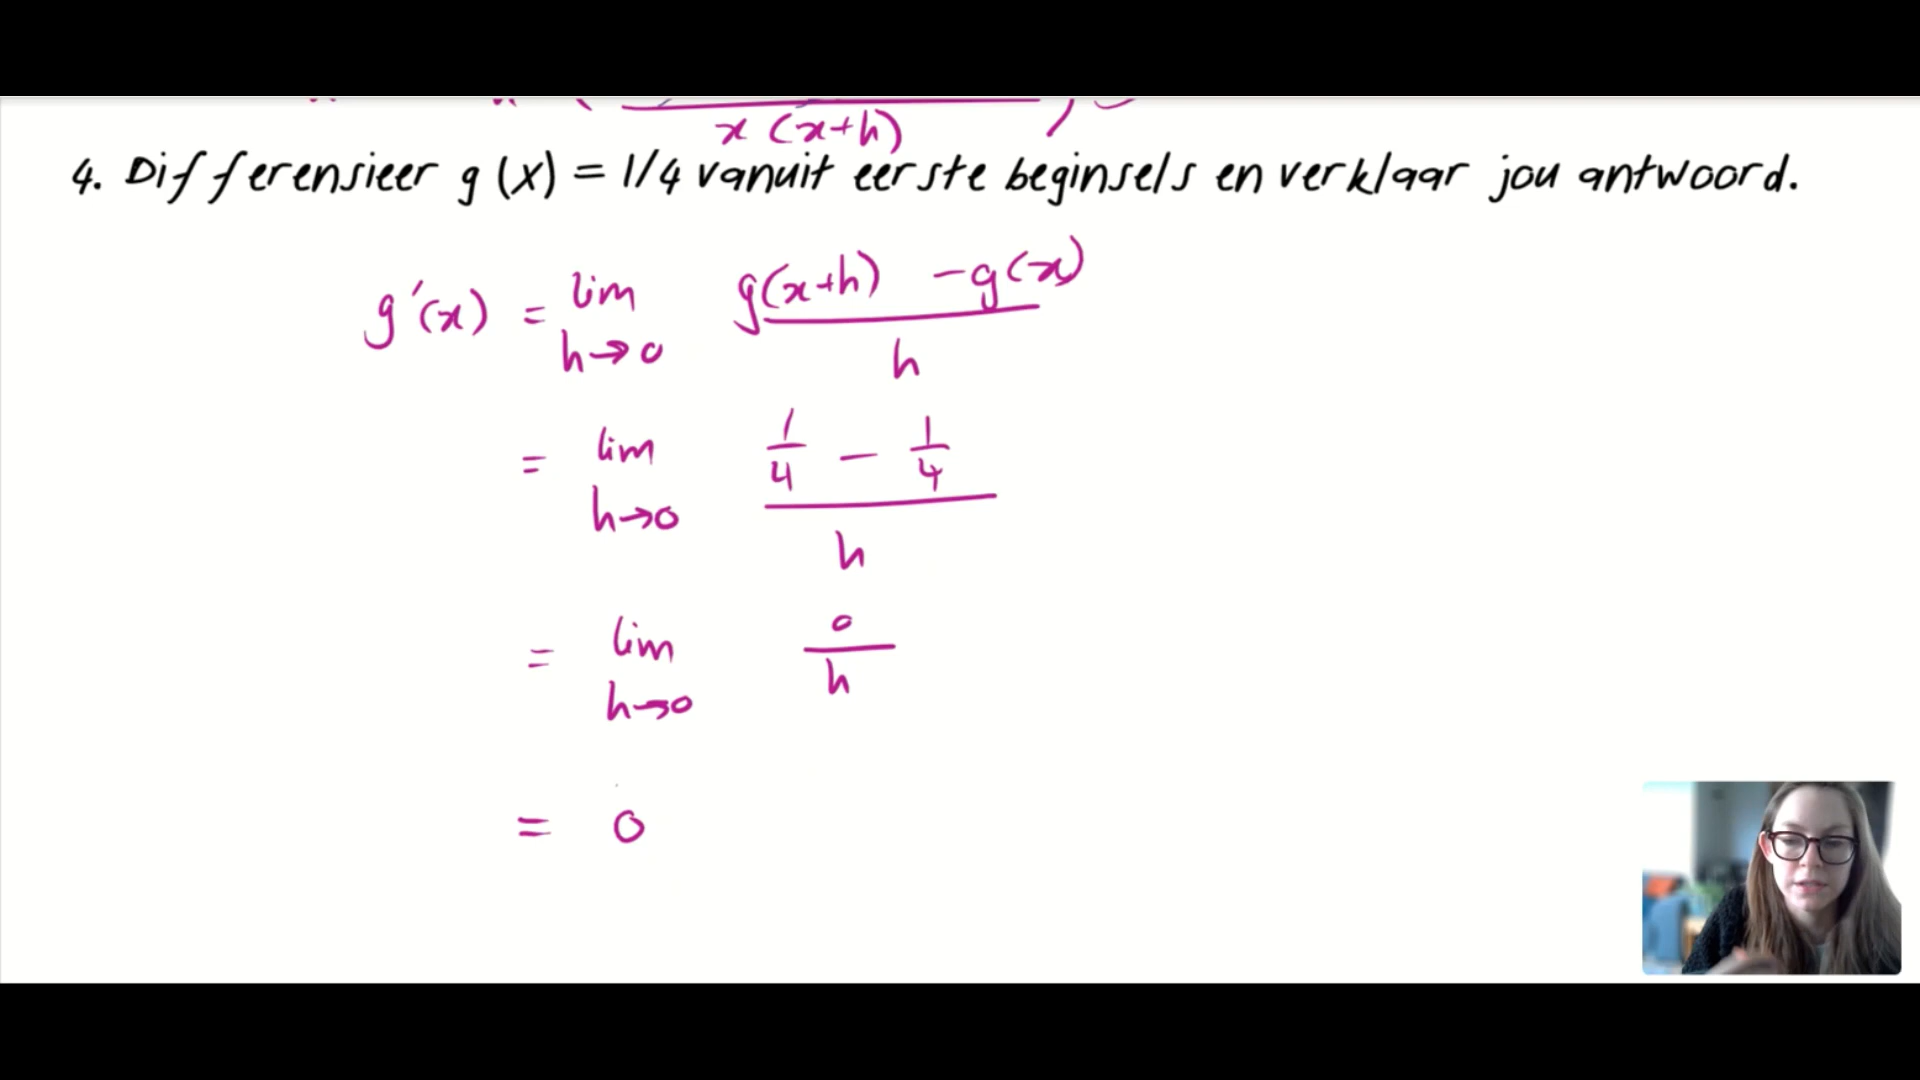 x (x+h)
4. Differensieer g (x) = 1/4 vanuit eerste beginsels en verklaar jou antwoord.
g'(x) = lim h→0 g(x+h) - g(x) / h
= lim h→0 1/4 - 1/4 / h
= lim h→0 0/h
= 0